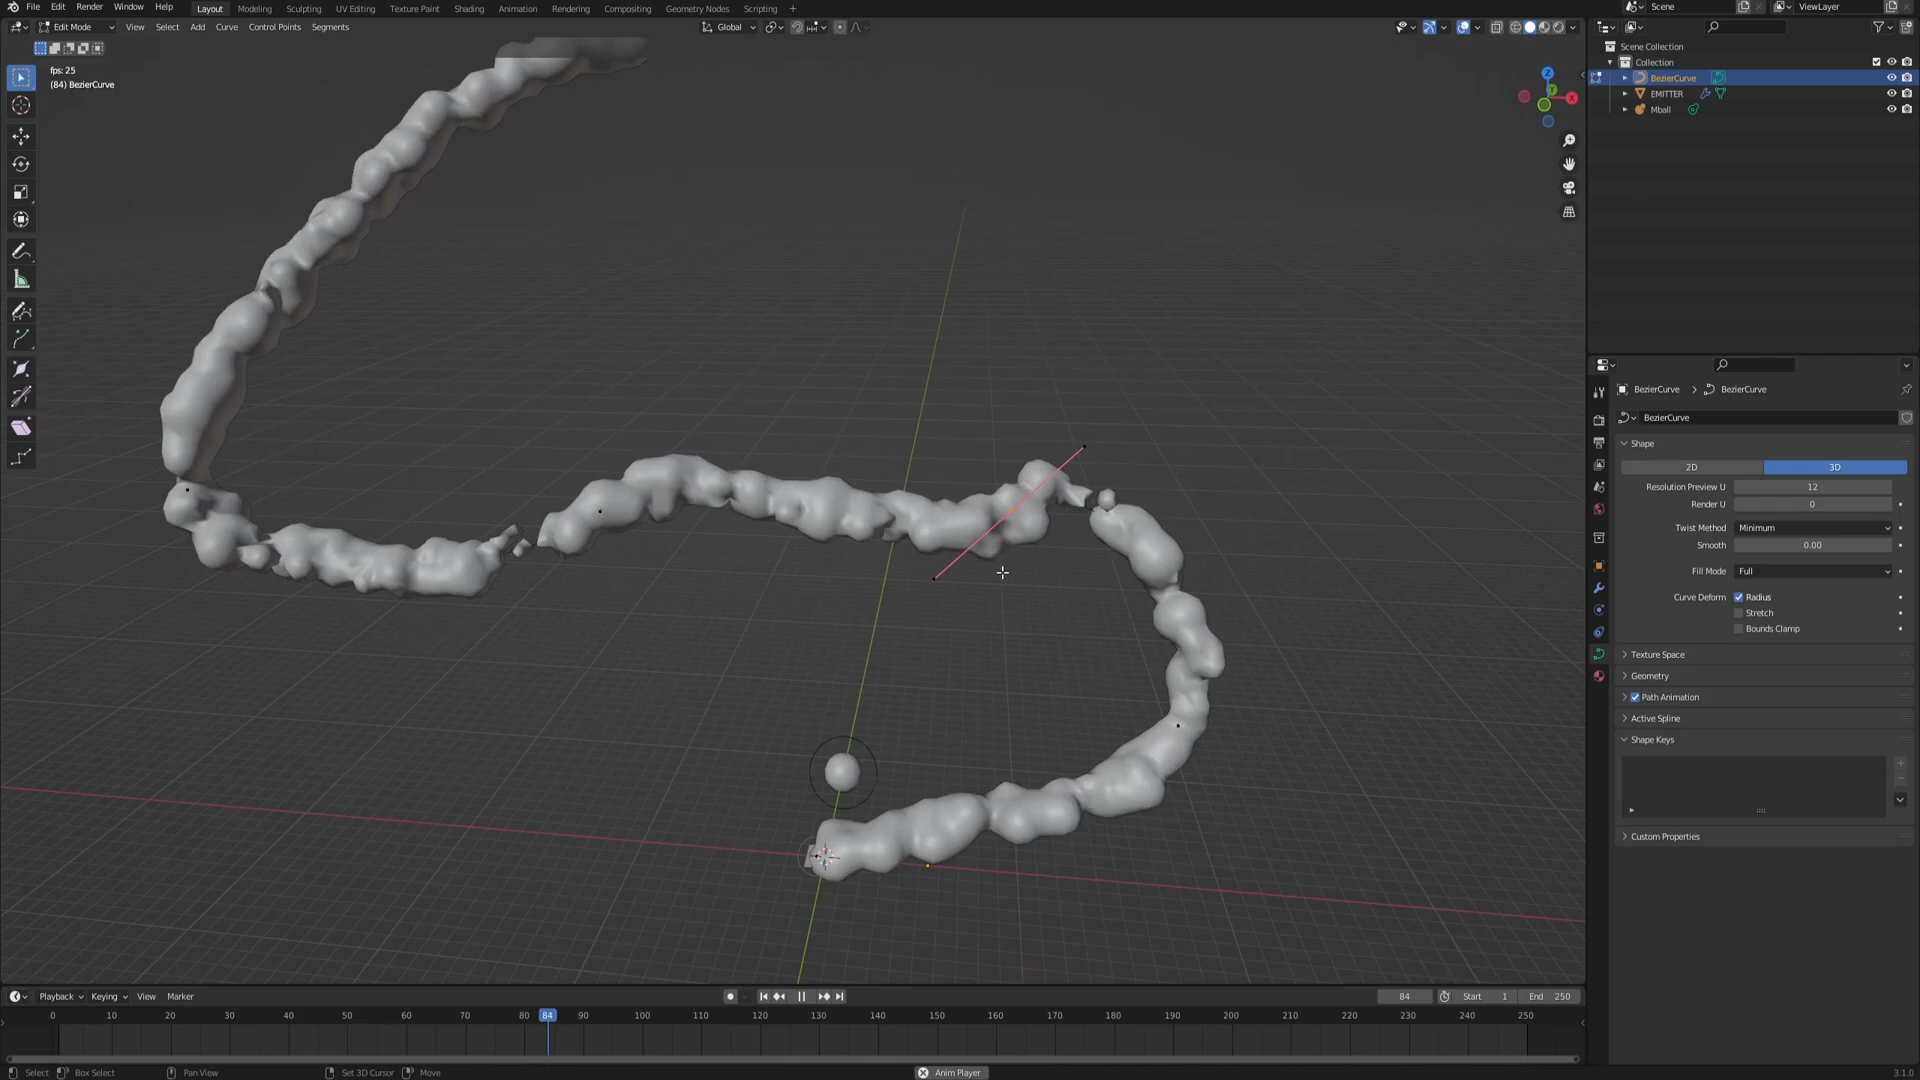 File Edit Render Window Help Layout Modeling Sculpting UV Editing Texture Paint Shading Animation Rendering Compositing Geometry Nodes Scripting + Scene ViewLayer
Edit Mode View Select Add Curve Control Points Segments Global
fps: 25
(84) BezierCurve
Z
Y
X
Scene Collection
Collection
BezierCurve
EMITTER
Mball
BezierCurve > BezierCurve
BezierCurve
Shape
2D 3D
Resolution Preview U 12
Render U 0
Twist Method Minimum
Smooth 0.00
Fill Mode Full
Curve Deform Radius
Stretch
Bounds Clamp
Texture Space
Geometry
Path Animation
Active Spline
Shape Keys
Custom Properties
Playback Keying View Marker 84 Start 1 End 250
0 10 20 30 40 50 60 70 80 84 90 100 110 120 130 140 150 160 170 180 190 200 210 220 230 240 250
Select Box Select Pan View Set 3D Cursor Move Anim Player 3.1.0